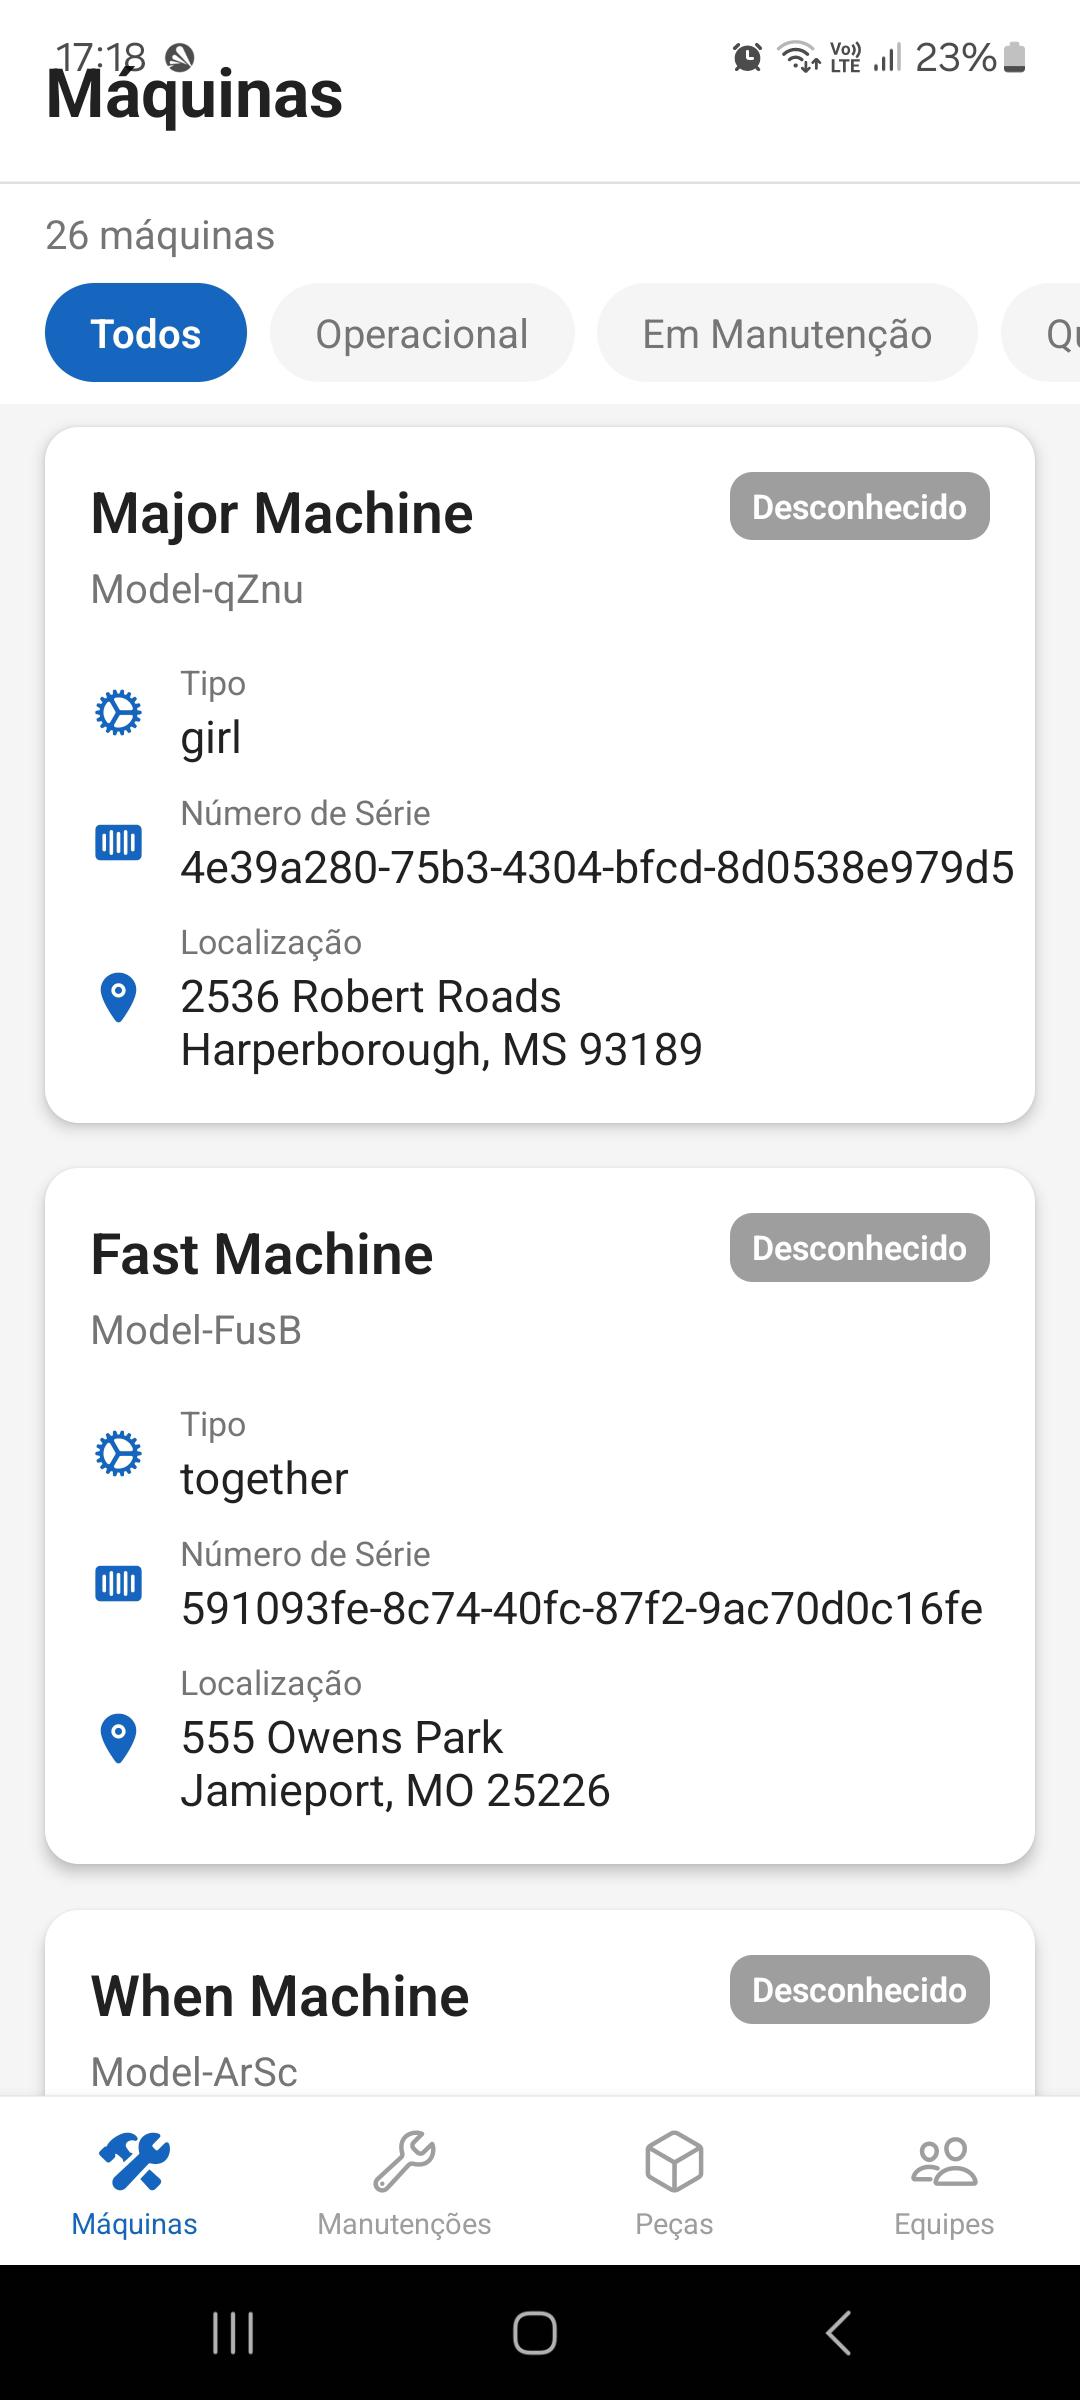 17:18
Vo)) LTE 23%
Máquinas
26 máquinas
Todos Operacional Em Manutenção Qu
Major Machine Desconhecido
Model-qZnu
Tipo
girl
Número de Série
4e39a280-75b3-4304-bfcd-8d0538e979d5
Localização
2536 Robert Roads
Harperborough, MS 93189
Fast Machine Desconhecido
Model-FusB
Tipo
together
Número de Série
591093fe-8c74-40fc-87f2-9ac70d0c16fe
Localização
555 Owens Park
Jamieport, MO 25226
When Machine Desconhecido
Model-ArSc
Máquinas Manutenções Peças Equipes